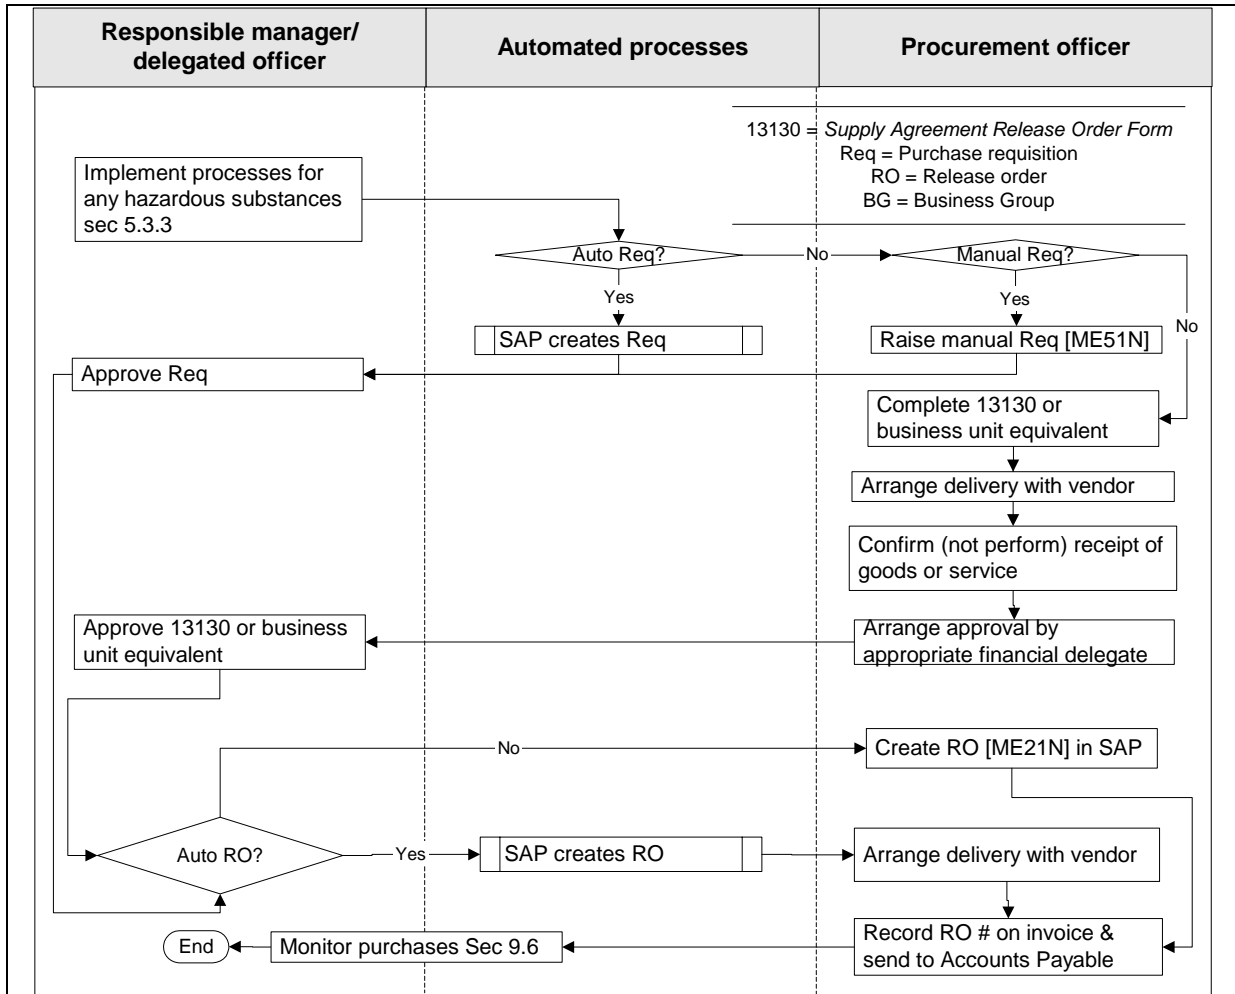 Responsible manager/
delegated officer
Automated processes
Procurement officer
13130 = Supply Agreement Release Order Form
Req = Purchase requisition
RO = Release order
BG = Business Group
Implement processes for
any hazardous substances
sec 5.3.3
Auto Req?
No
Manual Req?
Yes
Yes
No
SAP creates Req
Raise manual Req [ME51N]
Approve Req
Complete 13130 or
business unit equivalent
Arrange delivery with vendor
Confirm (not perform) receipt of
goods or service
Approve 13130 or business
unit equivalent
Arrange approval by
appropriate financial delegate
No
Create RO [ME21N] in SAP
Auto RO?
Yes
SAP creates RO
Arrange delivery with vendor
End
Monitor purchases Sec 9.6
Record RO # on invoice &
send to Accounts Payable